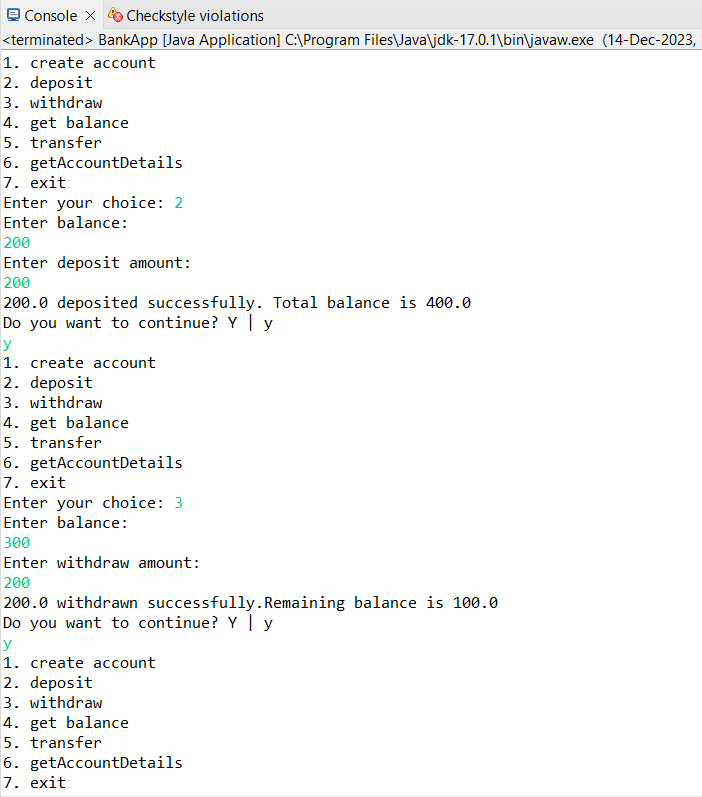 Console Checkstyle violations
<terminated> BankApp [Java Application] C:\Program Files\Java\jdk-17.0.1\bin\javaw.exe (14-Dec-2023,
1. create account
2. deposit
3. withdraw
4. get balance
5. transfer
6. getAccountDetails
7. exit
Enter your choice: 2
Enter balance:
200
Enter deposit amount:
200
200.0 deposited successfully. Total balance is 400.0
Do you want to continue? Y | y
y
1. create account
2. deposit
3. withdraw
4. get balance
5. transfer
6. getAccountDetails
7. exit
Enter your choice: 3
Enter balance:
300
Enter withdraw amount:
200
200.0 withdrawn successfully.Remaining balance is 100.0
Do you want to continue? Y | y
y
1. create account
2. deposit
3. withdraw
4. get balance
5. transfer
6. getAccountDetails
7. exit